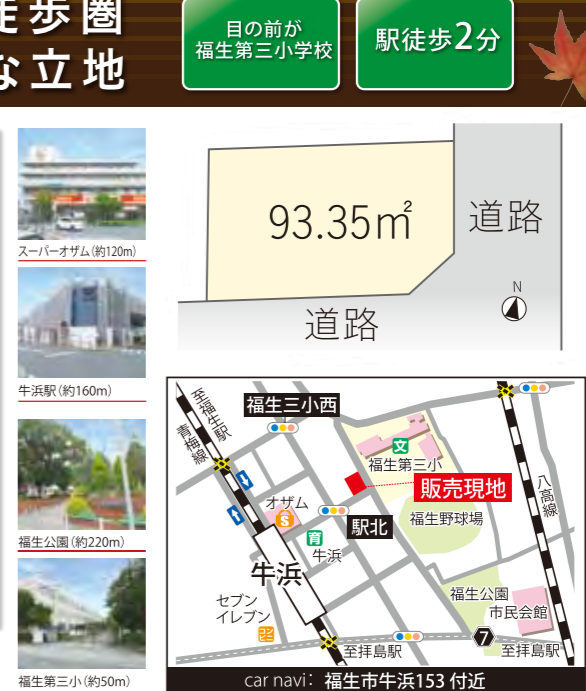 徒歩圏
な立地
目の前が
福生第三小学校
駅徒歩2分
スーパーオザム(約120m)
牛浜駅(約160m)
福生公園(約220m)
福生第三小(約50m)
93.35㎡
道路
道路
N
至福生駅
青梅線
福生三小西
文
福生第三小
販売現地
八高線
オザム
S
駅北
福生野球場
育
牛浜
牛浜
セブン
イレブン
コンビニ
福生公園
市民会館
7
至拝島駅
至拝島駅
car navi: 福生市牛浜153 付近